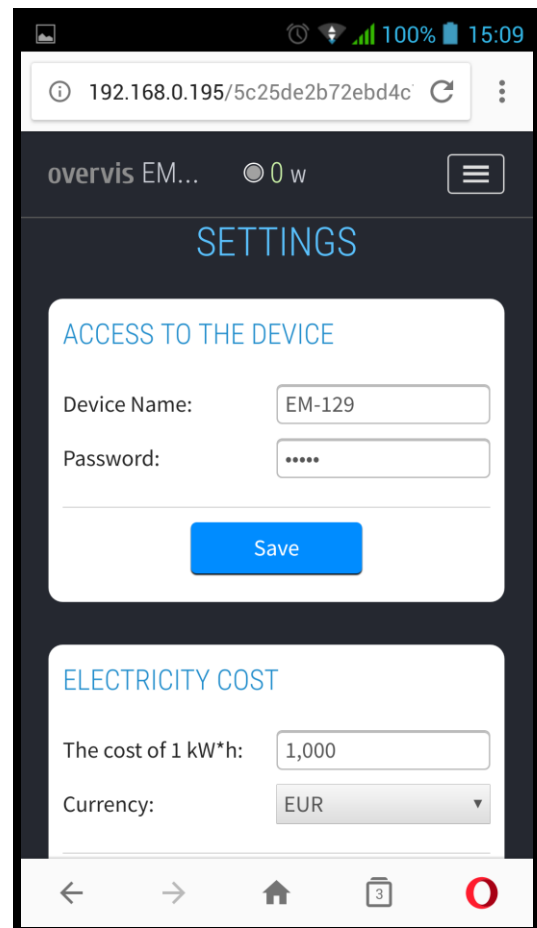 100% 15:09
192.168.0.195/5c25de2b72ebd4c
overvis EM... 0 w
SETTINGS
ACCESS TO THE DEVICE
Device Name: EM-129
Password: •••••
Save
ELECTRICITY COST
The cost of 1 kW*h: 1,000
Currency: EUR
3